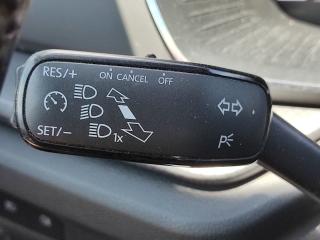 RES/+
ON CANCEL OFF
SET/-
1x
P